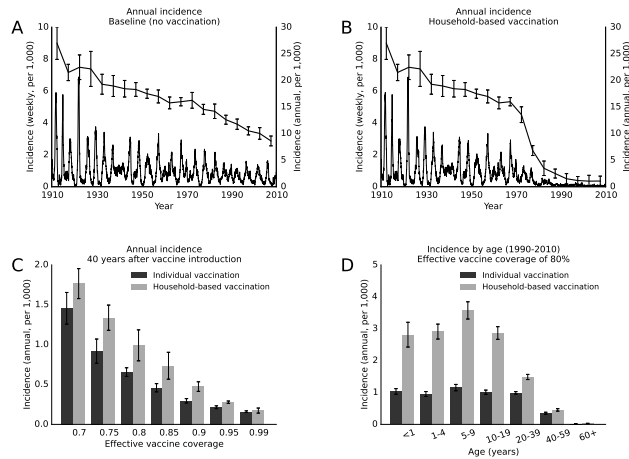 A
Annual incidence
Baseline (no vaccination)
Incidence (weekly, per 1,000)
10
8
6
4
2
0
30
25
20
15
10
5
0
Incidence (annual, per 1,000)
1910 1930 1950 1970 1990 2010
Year
B
Annual incidence
Household-based vaccination
Incidence (weekly, per 1,000)
10
8
6
4
2
0
30
25
20
15
10
5
0
Incidence (annual, per 1,000)
1910 1930 1950 1970 1990 2010
Year
C
Annual incidence
40 years after vaccine introduction
Individual vaccination
Household-based vaccination
Incidence (annual, per 1,000)
2.0
1.5
1.0
0.5
0.0
0.7 0.75 0.8 0.85 0.9 0.95 0.99
Effective vaccine coverage
D
Incidence by age (1990-2010)
Effective vaccine coverage of 80%
Individual vaccination
Household-based vaccination
Incidence (annual, per 1,000)
5
4
3
2
1
0
<1 1-4 5-9 10-19 20-39 40-59 60+
Age (years)